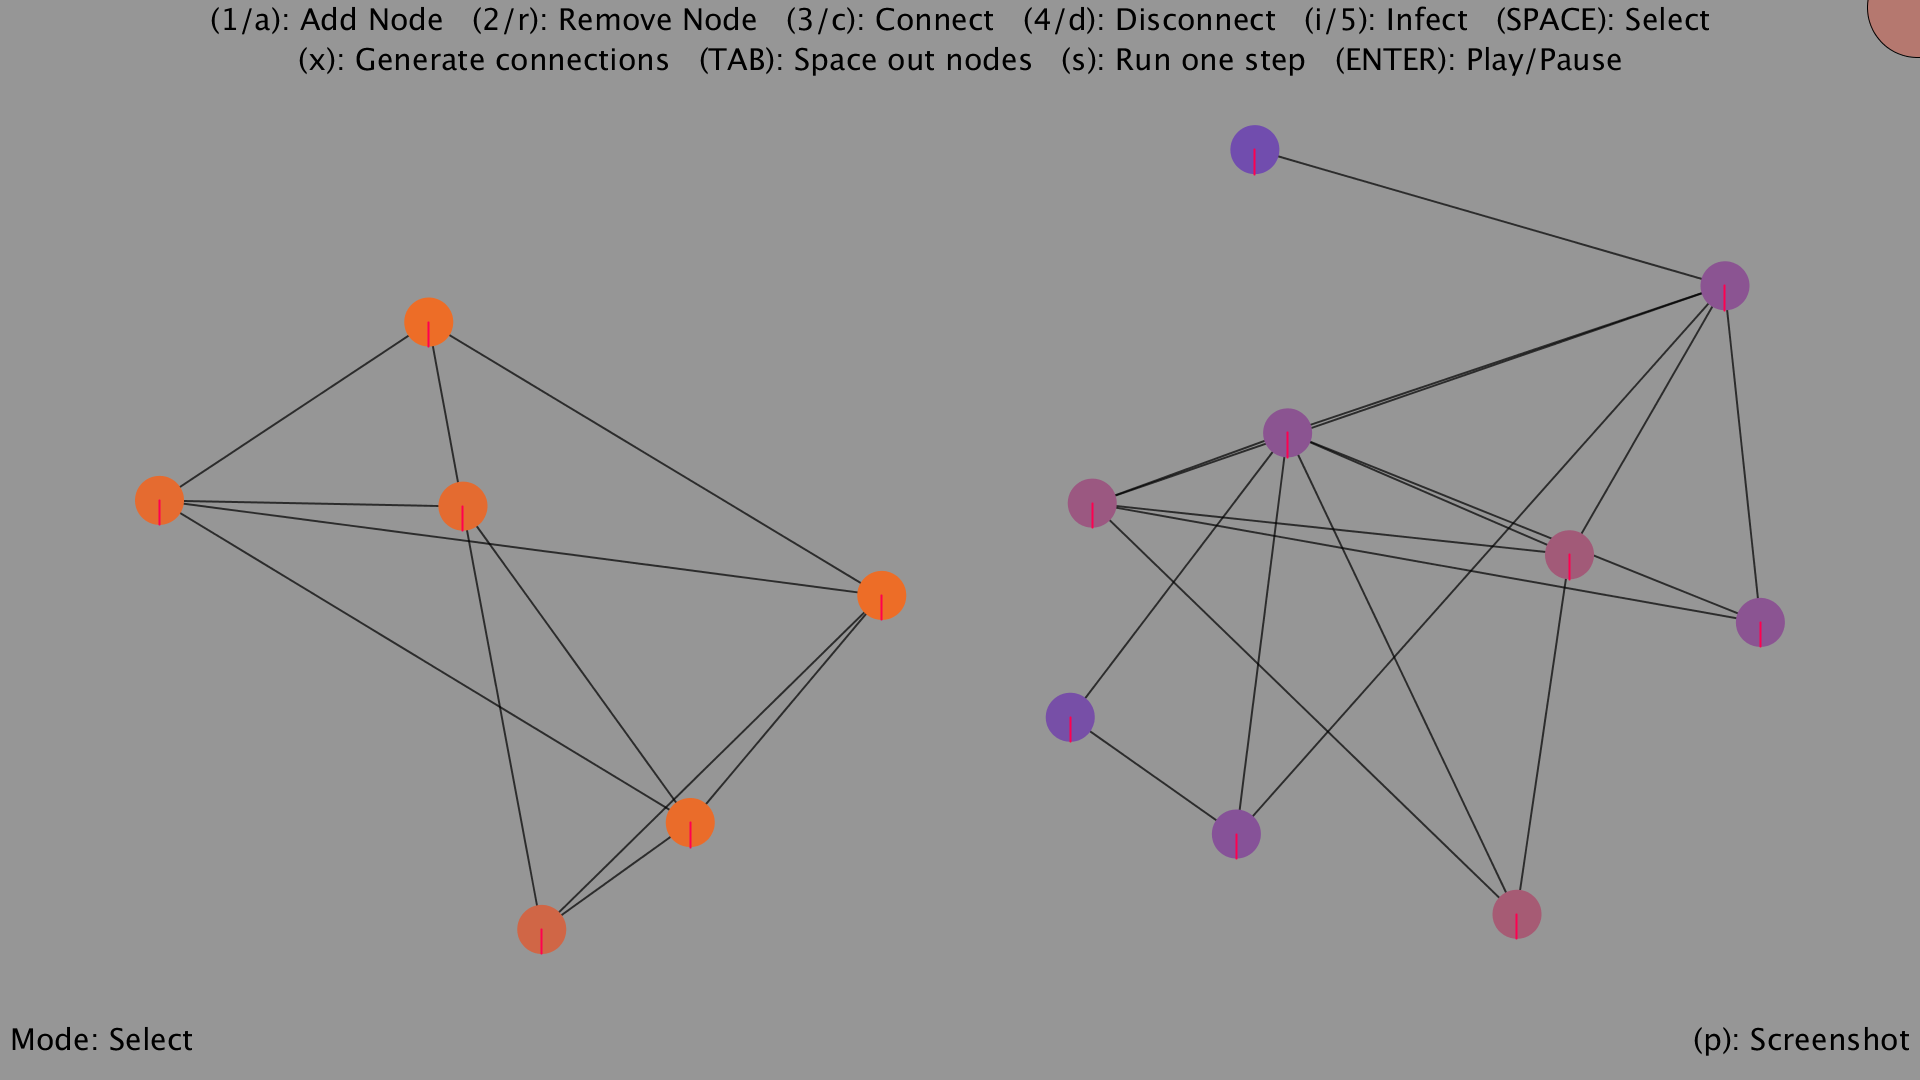 (1/a): Add Node (2/r): Remove Node (3/c): Connect (4/d): Disconnect (i/5): Infect (SPACE): Select
(x): Generate connections (TAB): Space out nodes (s): Run one step (ENTER): Play/Pause
Mode: Select
(p): Screenshot